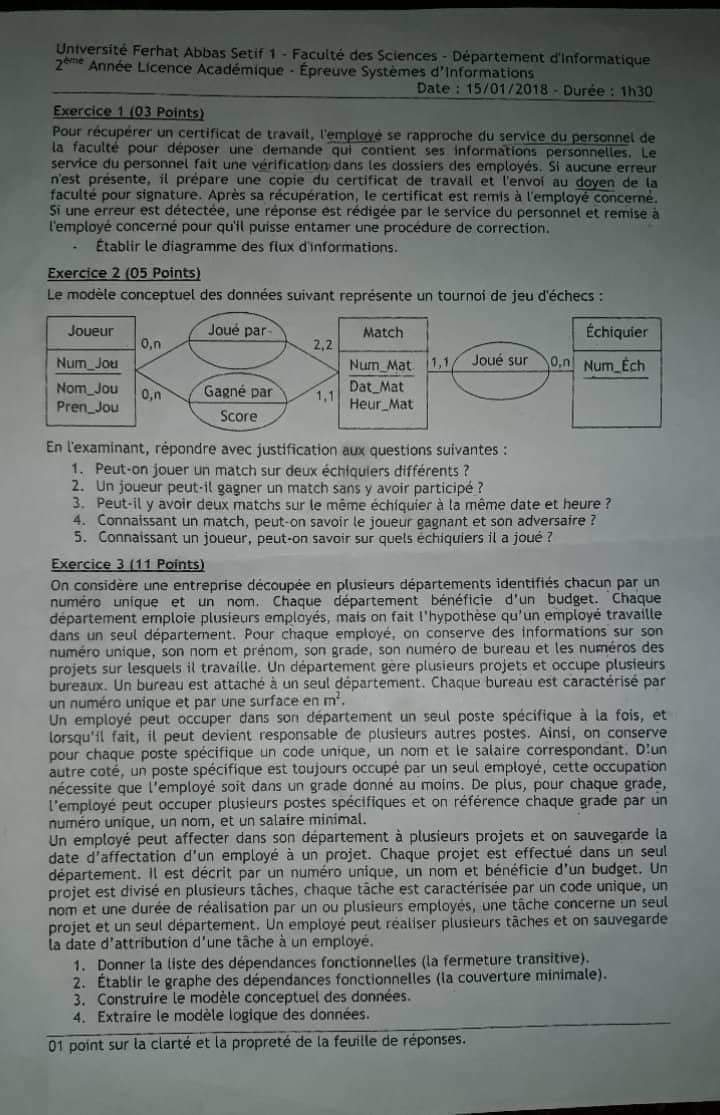 Université Ferhat Abbas Setif 1 - Faculté des Sciences - Département d'Informatique
2ème Année Licence Académique - Épreuve Systèmes d'Informations
Date : 15/01/2018 - Durée : 1h30
Exercice 1 (03 Points)
Pour récupérer un certificat de travail, l'employé se rapproche du service du personnel de
la faculté pour déposer une demande qui contient ses informations personnelles. Le
service du personnel fait une vérification dans les dossiers des employés. Si aucune erreur
n'est présente, il prépare une copie du certificat de travail et l'envoi au doyen de la
faculté pour signature. Après sa récupération, le certificat est remis à l'employé concerné.
Si une erreur est détectée, une réponse est rédigée par le service du personnel et remise à
l'employé concerné pour qu'il puisse entamer une procédure de correction.
- Établir le diagramme des flux d'informations.
Exercice 2 (05 Points)
Le modèle conceptuel des données suivant représente un tournoi de jeu d'échecs :
Joueur
Num_Jou
Nom_Jou
Pren_Jou
0,n
0,n
Joué par
Gagné par
Score
2,2
1,1
Match
Num_Mat
Dat_Mat
Heur_Mat
1,1
Joué sur
0,n
Échiquier
Num_Éch
En l'examinant, répondre avec justification aux questions suivantes :
1. Peut-on jouer un match sur deux échiquiers différents ?
2. Un joueur peut-il gagner un match sans y avoir participé ?
3. Peut-il y avoir deux matchs sur le même échiquier à la même date et heure ?
4. Connaissant un match, peut-on savoir le joueur gagnant et son adversaire ?
5. Connaissant un joueur, peut-on savoir sur quels échiquiers il a joué ?
Exercice 3 (11 Points)
On considère une entreprise découpée en plusieurs départements identifiés chacun par un
numéro unique et un nom. Chaque département bénéficie d'un budget. Chaque
département emploie plusieurs employés, mais on fait l'hypothèse qu'un employé travaille
dans un seul département. Pour chaque employé, on conserve des informations sur son
numéro unique, son nom et prénom, son grade, son numéro de bureau et les numéros des
projets sur lesquels il travaille. Un département gère plusieurs projets et occupe plusieurs
bureaux. Un bureau est attaché à un seul département. Chaque bureau est caractérisé par
un numéro unique et par une surface en m².
Un employé peut occuper dans son département un seul poste spécifique à la fois, et
lorsqu'il fait, il peut devient responsable de plusieurs autres postes. Ainsi, on conserve
pour chaque poste spécifique un code unique, un nom et le salaire correspondant. D'un
autre coté, un poste spécifique est toujours occupé par un seul employé, cette occupation
nécessite que l'employé soit dans un grade donné au moins. De plus, pour chaque grade,
l'employé peut occuper plusieurs postes spécifiques et on référence chaque grade par un
numéro unique, un nom, et un salaire minimal.
Un employé peut affecter dans son département à plusieurs projets et on sauvegarde la
date d'affectation d'un employé à un projet. Chaque projet est effectué dans un seul
département. Il est décrit par un numéro unique, un nom et bénéficie d'un budget. Un
projet est divisé en plusieurs tâches, chaque tâche est caractérisée par un code unique, un
nom et une durée de réalisation par un ou plusieurs employés, une tâche concerne un seul
projet et un seul département. Un employé peut réaliser plusieurs tâches et on sauvegarde
la date d'attribution d'une tâche à un employé.
1. Donner la liste des dépendances fonctionnelles (la fermeture transitive).
2. Établir le graphe des dépendances fonctionnelles (la couverture minimale).
3. Construire le modèle conceptuel des données.
4. Extraire le modèle logique des données.
01 point sur la clarté et la propreté de la feuille de réponses.